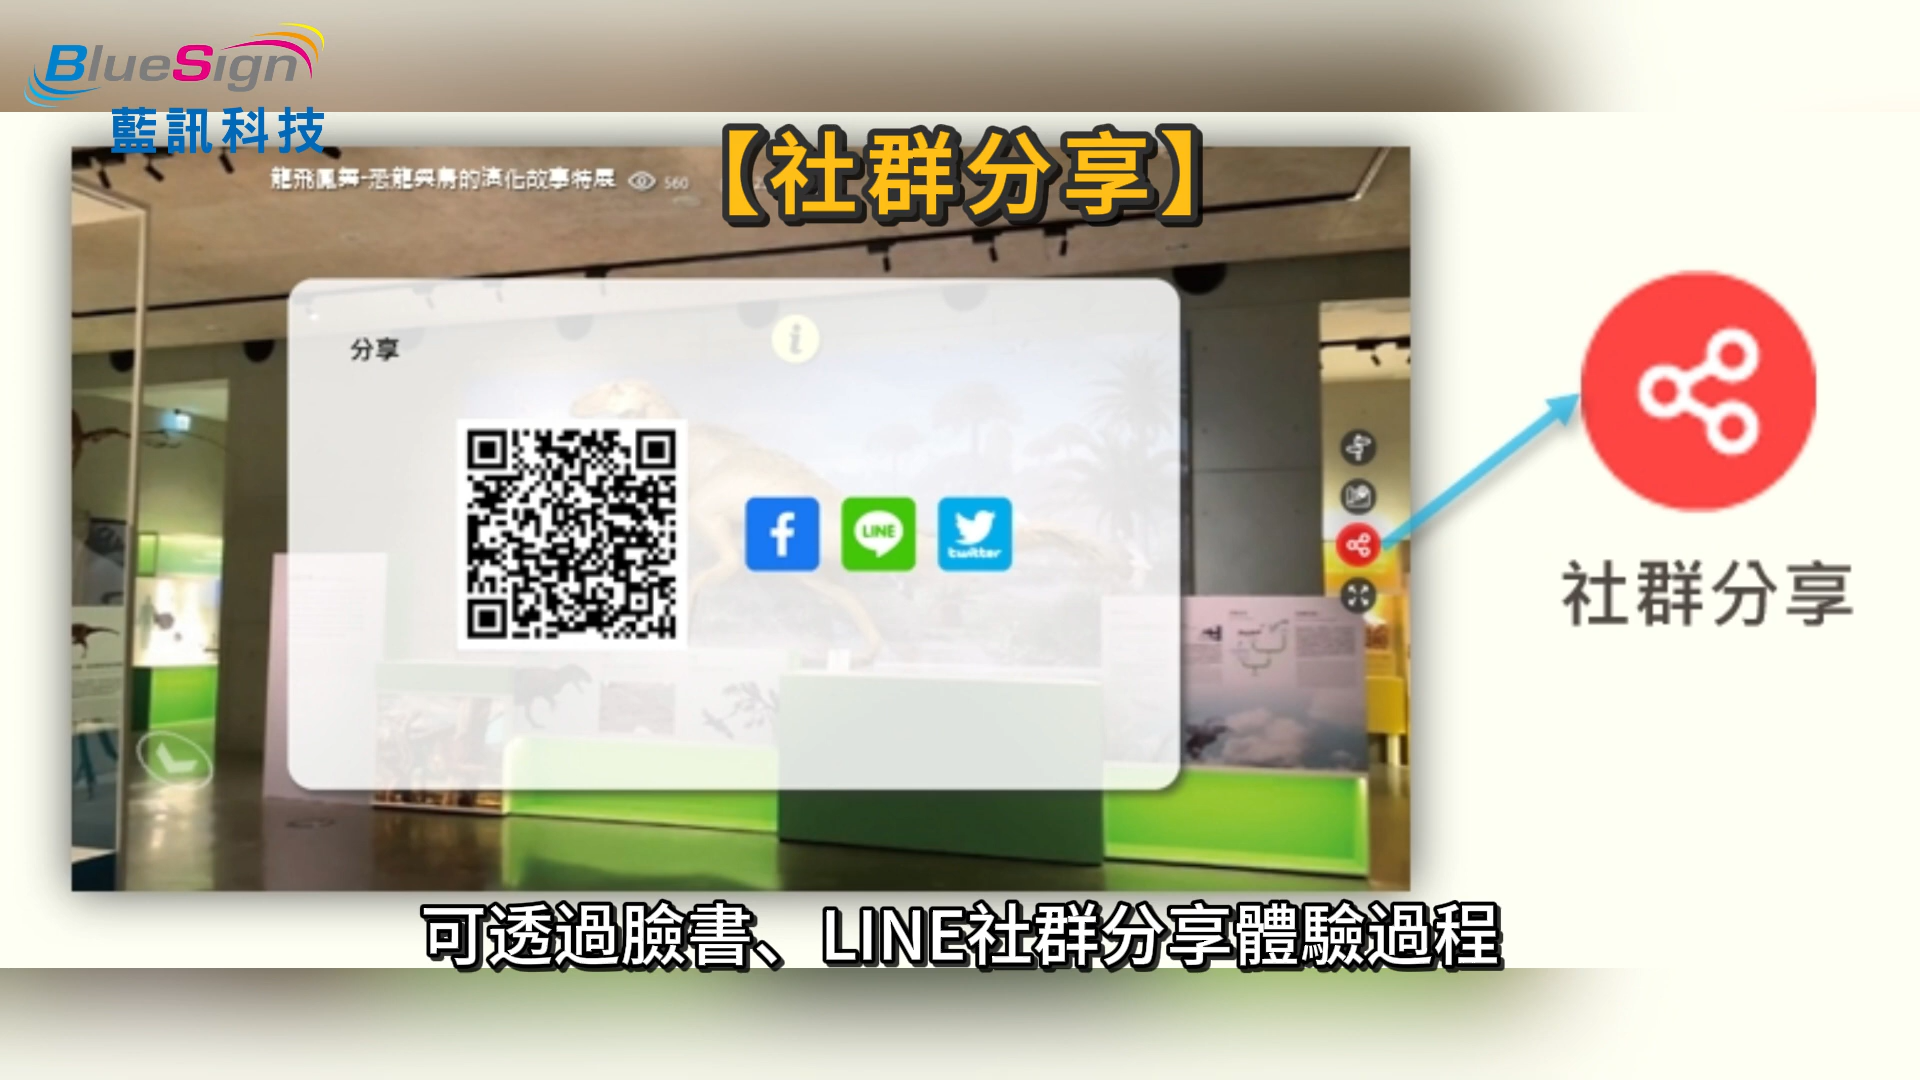 BlueSign
藍訊科技
【社群分享】
龍飛鳳舞-恐龍與鳥的演化故事特展 560
分享
LINE
twitter
社群分享
可透過臉書、LINE社群分享體驗過程